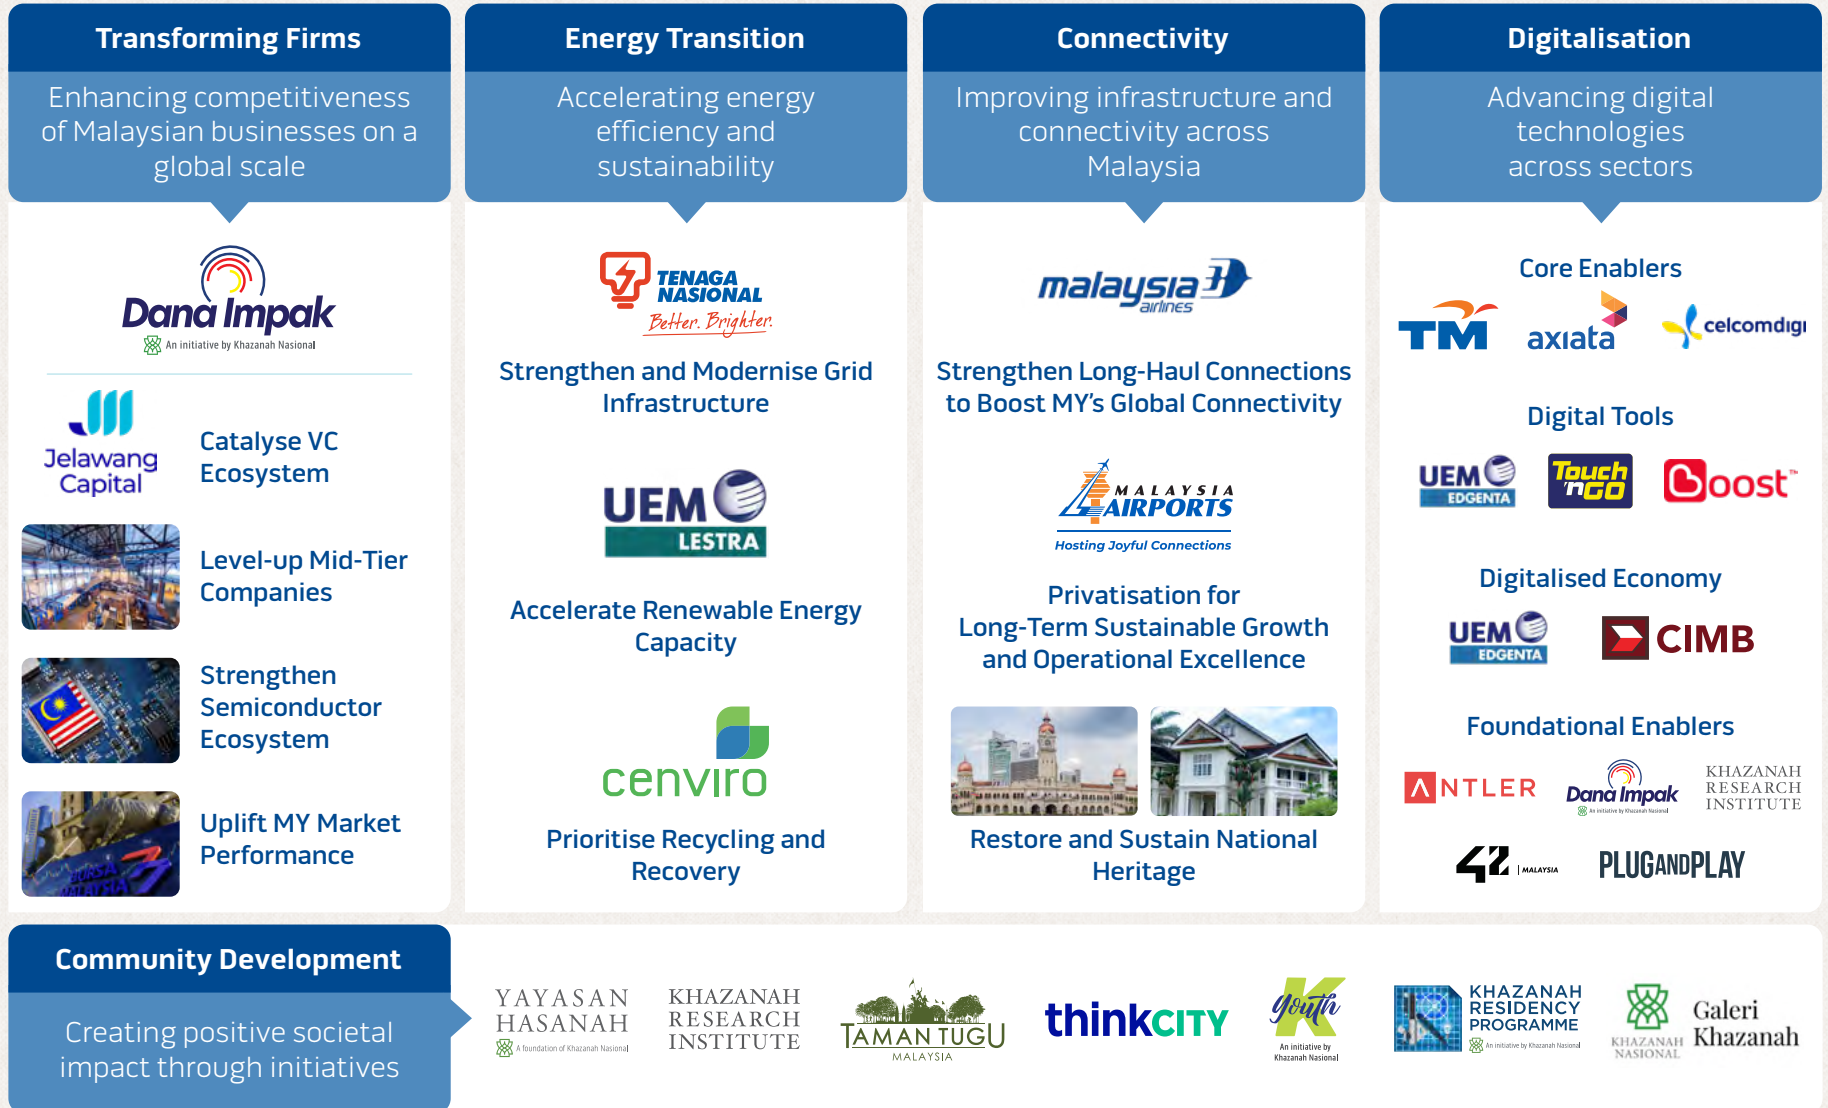 Transforming Firms
Enhancing competitiveness
of Malaysian businesses on a
global scale
Dana Impak
An initiative by Khazanah Nasional
Jelawang
Capital
Catalyse VC
Ecosystem
Level-up Mid-Tier
Companies
Strengthen
Semiconductor
Ecosystem
BURSA
MALAYSIA
Uplift MY Market
Performance
Energy Transition
Accelerating energy
efficiency and
sustainability
TENAGA
NASIONAL
Better. Brighter.
Strengthen and Modernise Grid
Infrastructure
UEM
LESTRA
Accelerate Renewable Energy
Capacity
cenviro
Prioritise Recycling and
Recovery
Connectivity
Improving infrastructure and
connectivity across
Malaysia
malaysia
airlines
Strengthen Long-Haul Connections
to Boost MY's Global Connectivity
MALAYSIA
AIRPORTS
Hosting Joyful Connections
Privatisation for
Long-Term Sustainable Growth
and Operational Excellence
Restore and Sustain National
Heritage
Digitalisation
Advancing digital
technologies
across sectors
Core Enablers
TM
axiata
celcomdigi
Digital Tools
UEM
EDGENTA
Touch
'nGO
Boost™
Digitalised Economy
UEM
EDGENTA
CIMB
Foundational Enablers
ANTLER
Dana Impak
An initiative by Khazanah Nasional
KHAZANAH
RESEARCH
INSTITUTE
42 | MALAYSIA
PLUGANDPLAY
Community Development
Creating positive societal
impact through initiatives
YAYASAN
HASANAH
A foundation of Khazanah Nasional
KHAZANAH
RESEARCH
INSTITUTE
TAMAN TUGU
MALAYSIA
thinkcity
K youth
An initiative by
Khazanah Nasional
KHAZANAH
RESIDENCY
PROGRAMME
An initiative by Khazanah Nasional
KHAZANAH
NASIONAL
Galeri
Khazanah